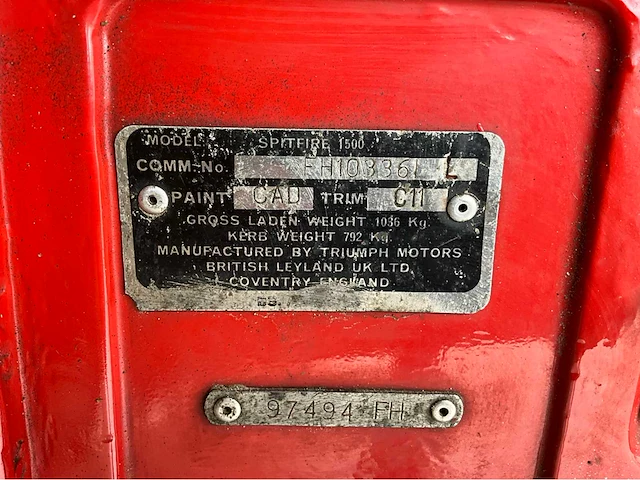 MODEL SPITFIRE 1500
COMM-No. FH10336L L
PAINT CAD TRIM C11
GROSS LADEN WEIGHT 1036 Kg.
KERB WEIGHT 792 Kg.
MANUFACTURED BY TRIUMPH MOTORS
BRITISH LEYLAND UK LTD.
COVENTRY ENGLAND
97494 FH